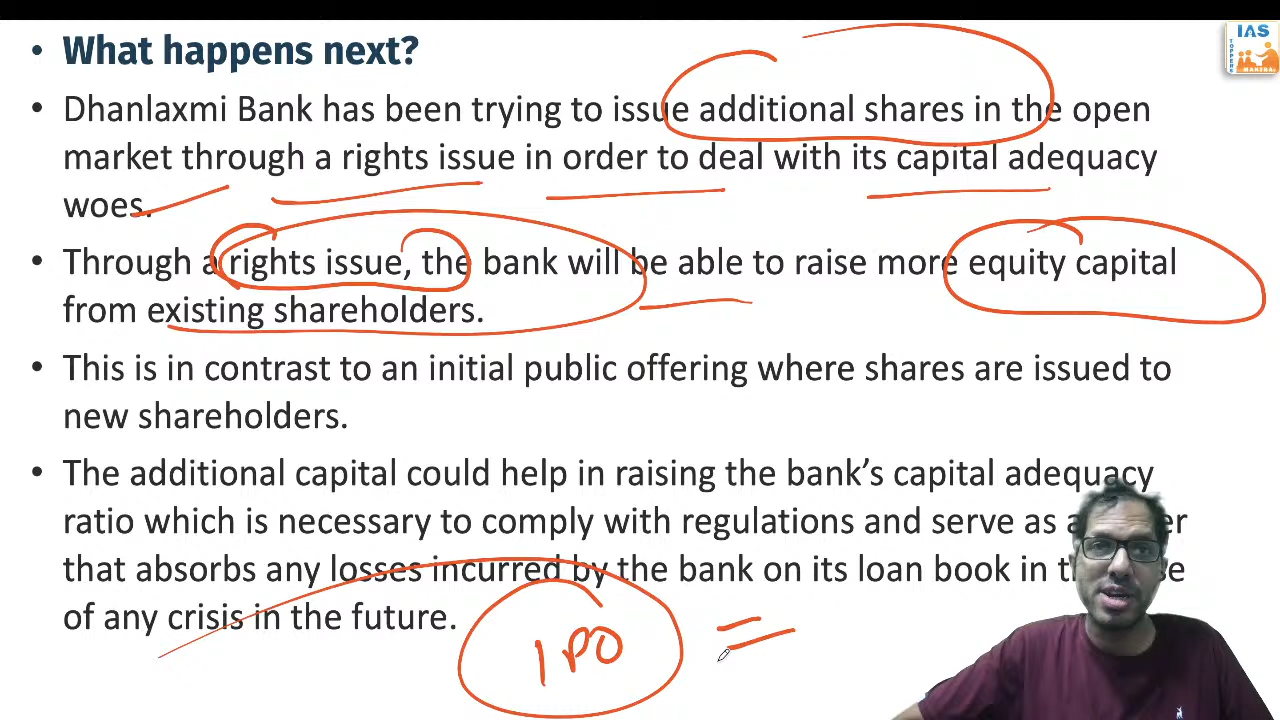 • What happens next?
• Dhanlaxmi Bank has been trying to issue additional shares in the open
market through a rights issue in order to deal with its capital adequacy
woes.
• Through a rights issue, the bank will be able to raise more equity capital
from existing shareholders.
• This is in contrast to an initial public offering where shares are issued to
new shareholders.
• The additional capital could help in raising the bank's capital adequacy
ratio which is necessary to comply with regulations and serve as a
that absorbs any losses incurred by the bank on its loan book in
of any crisis in the future.
IPO =
IAS
TOPPERS
MANTRA